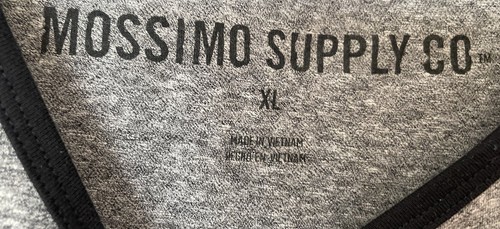 MOSSIMO SUPPLY CO™
XL
MADE IN VIETNAM
HECHO EN VIETNAM